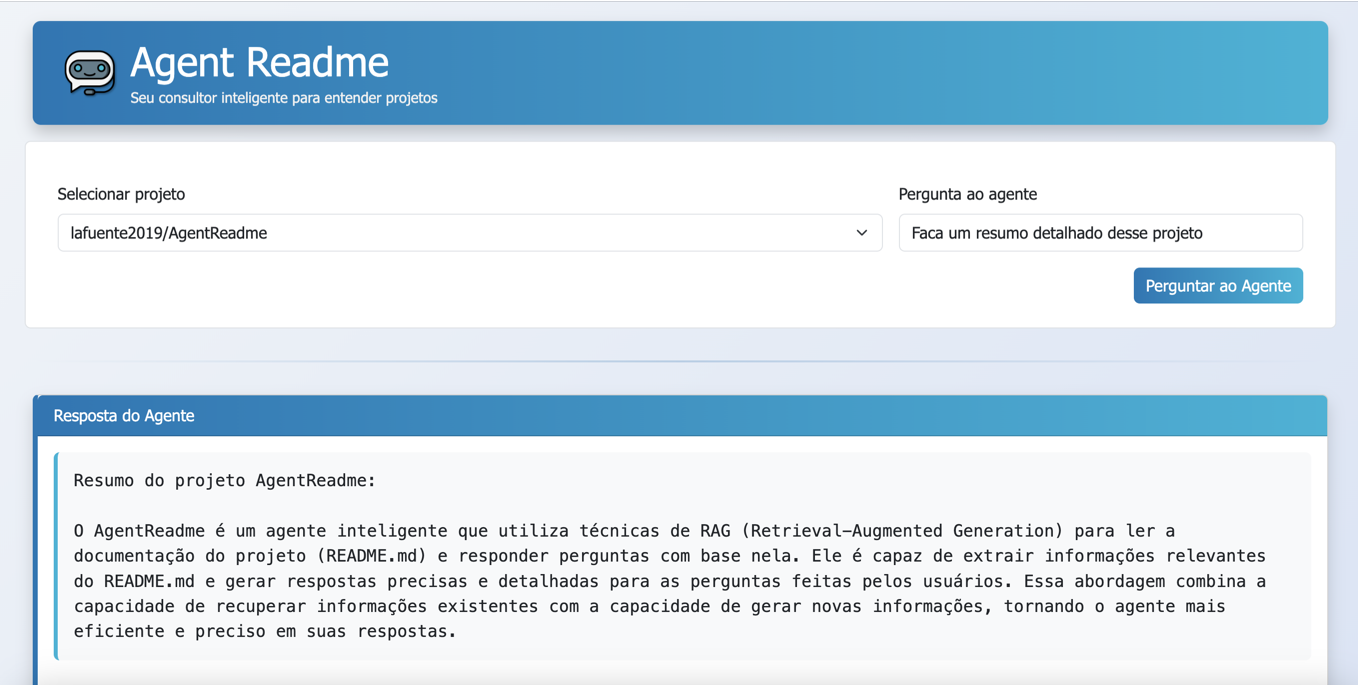 Agent Readme
Seu consultor inteligente para entender projetos
Selecionar projeto
lafuente2019/AgentReadme
Pergunta ao agente
Faca um resumo detalhado desse projeto
Perguntar ao Agente
Resposta do Agente
Resumo do projeto AgentReadme:
O AgentReadme é um agente inteligente que utiliza técnicas de RAG (Retrieval-Augmented Generation) para ler a
documentação do projeto (README.md) e responder perguntas com base nela. Ele é capaz de extrair informações relevantes
do README.md e gerar respostas precisas e detalhadas para as perguntas feitas pelos usuários. Essa abordagem combina a
capacidade de recuperar informações existentes com a capacidade de gerar novas informações, tornando o agente mais
eficiente e preciso em suas respostas.